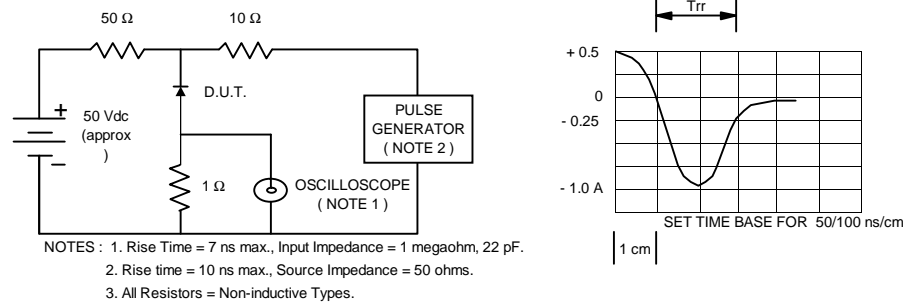 50 Ω
10 Ω
D.U.T.
+
50 Vdc
(approx
)
−
1 Ω
PULSE
GENERATOR
( NOTE 2 )
OSCILLOSCOPE
( NOTE 1 )
NOTES : 1. Rise Time = 7 ns max., Input Impedance = 1 megaohm, 22 pF.
2. Rise time = 10 ns max., Source Impedance = 50 ohms.
3. All Resistors = Non-inductive Types.
Trr
+ 0.5
0
- 0.25
- 1.0 A
SET TIME BASE FOR 50/100 ns/cm
1 cm